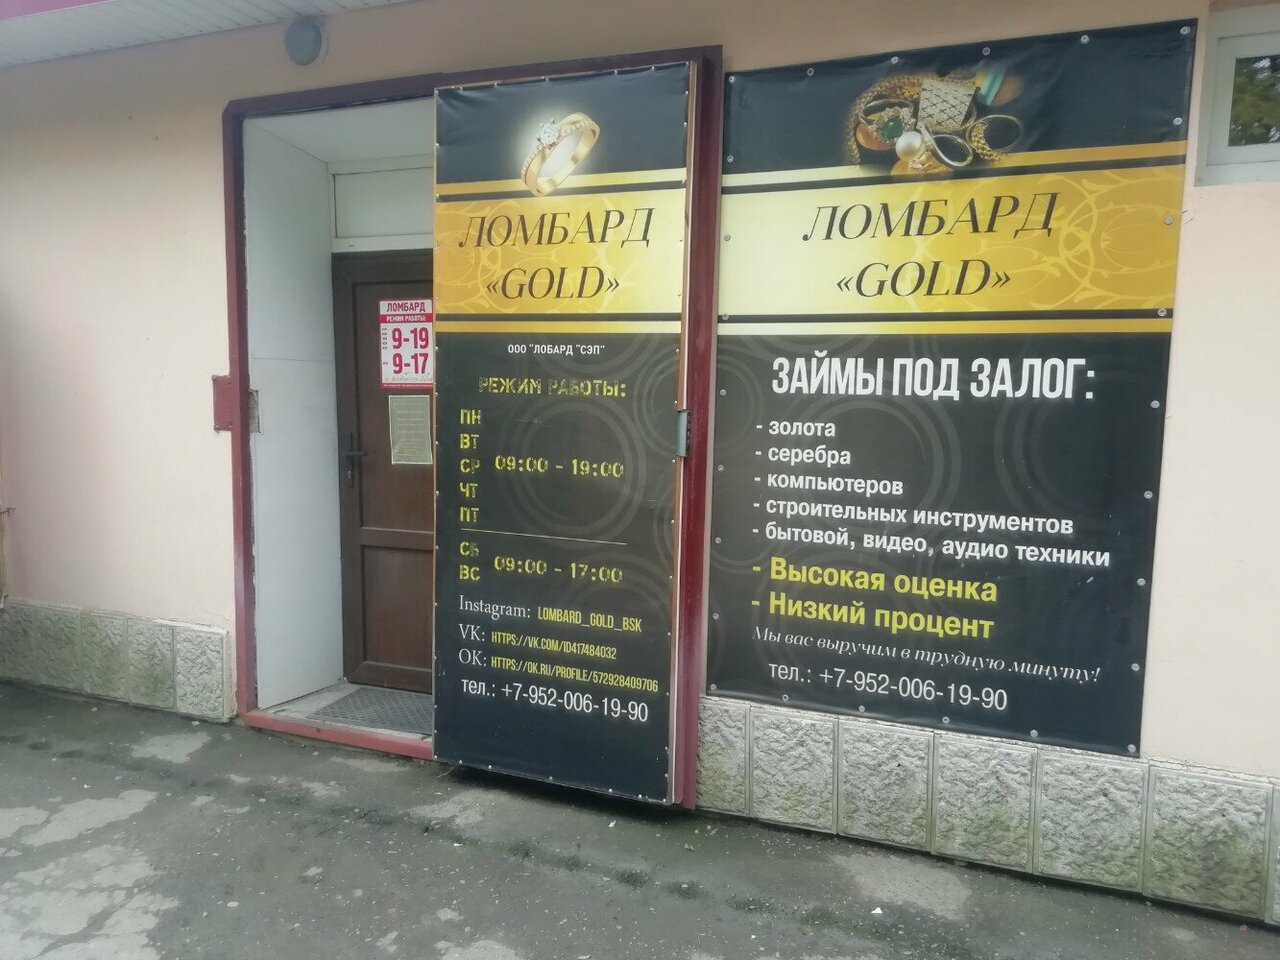 ЛОМБАРД
РЕЖИМ РАБОТЫ:
9-19
9-17
ЛОМБАРД
«GOLD»
ООО "ЛОБАРД "СЭП"
РЕЖИМ РАБОТЫ:
ПН
ВТ
СР 09:00 - 19:00
ЧТ
ПТ
СБ
ВС 09:00 - 17:00
Instagram: LOMBARD_GOLD_BSK
VK: HTTPS://VK.COM/ID417484032
OK: HTTPS://OK.RU/PROFILE/572928409706
тел.: +7-952-006-19-90
ЛОМБАРД
«GOLD»
ЗАЙМЫ ПОД ЗАЛОГ:
- золота
- серебра
- компьютеров
- строительных инструментов
- бытовой, видео, аудио техники
- Высокая оценка
- Низкий процент
Мы вас выручим в трудную минуту!
тел.: +7-952-006-19-90